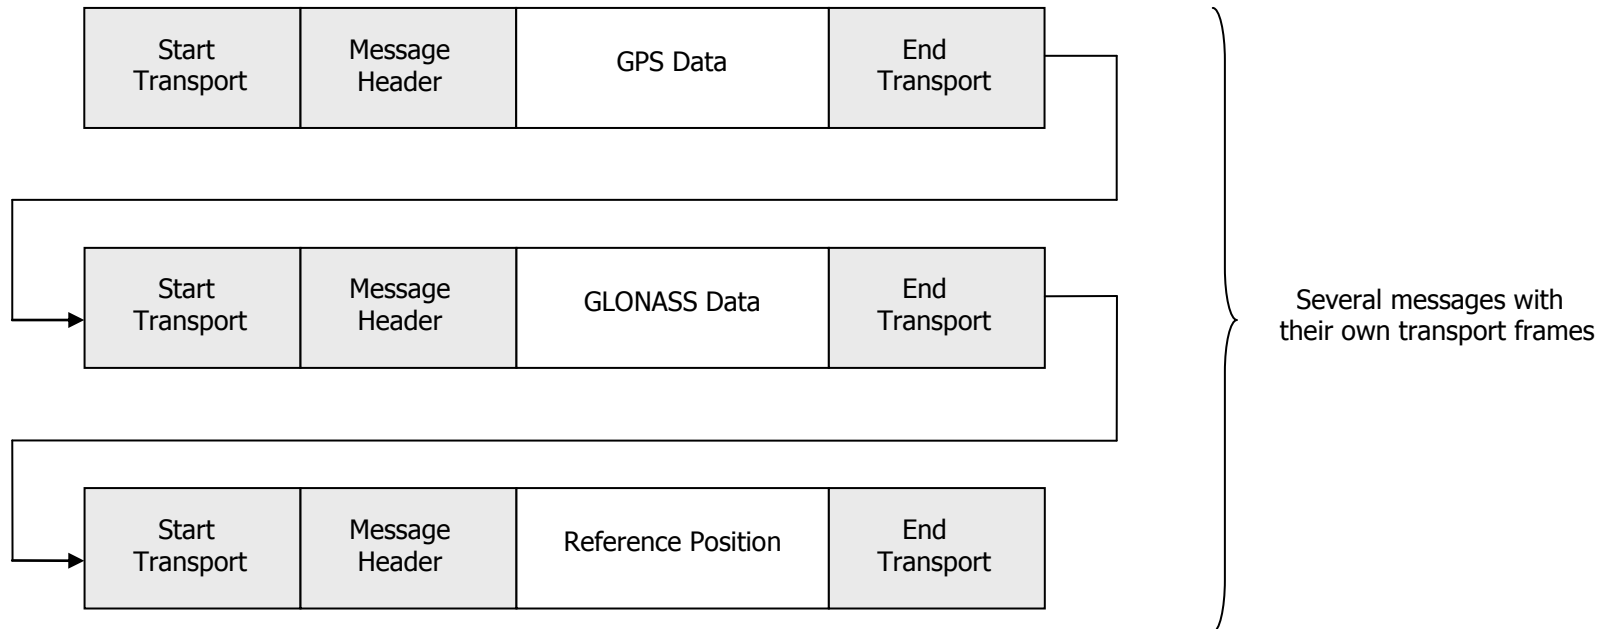 Start
Transport
Message
Header
GPS Data
End
Transport
Start
Transport
Message
Header
GLONASS Data
End
Transport
Several messages with
their own transport frames
Start
Transport
Message
Header
Reference Position
End
Transport